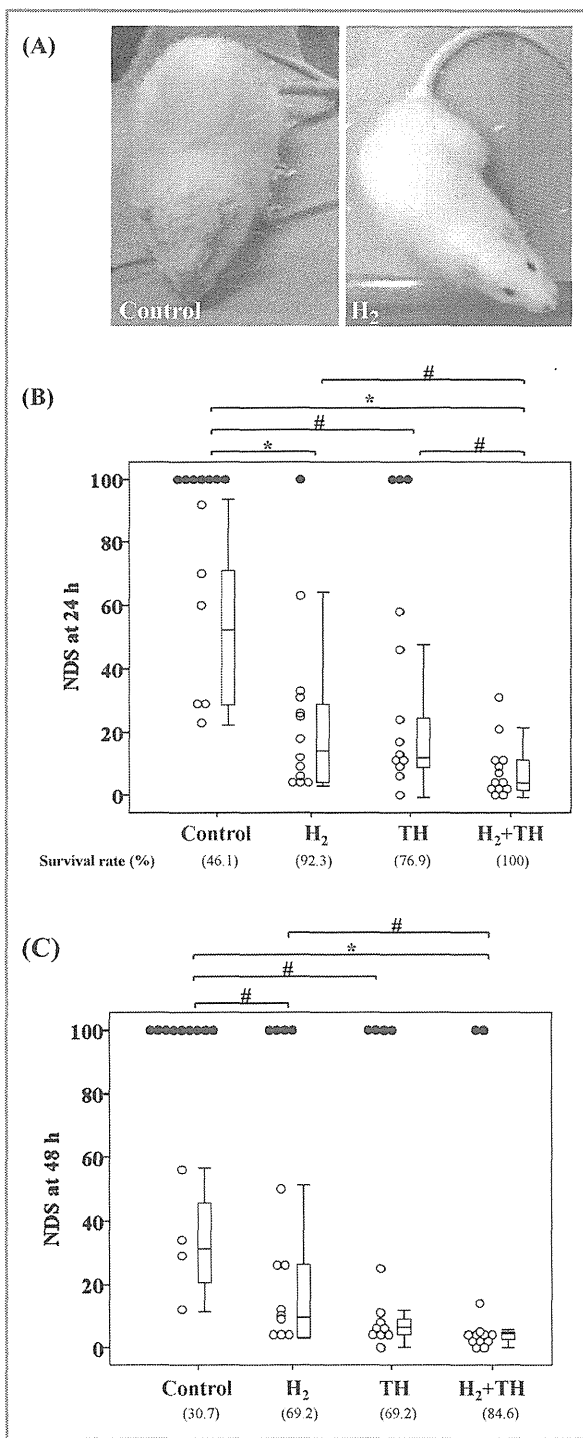 (A)
Control
H₂
(B)
#
*
#
*
#
100
80
60
40
20
0
NDS at 24 h
Control H₂ TH H₂+TH
Survival rate (%) (46.1) (92.3) (76.9) (100)
(C)
#
*
#
#
100
80
60
40
20
0
NDS at 48 h
Control H₂ TH H₂+TH
(30.7) (69.2) (69.2) (84.6)